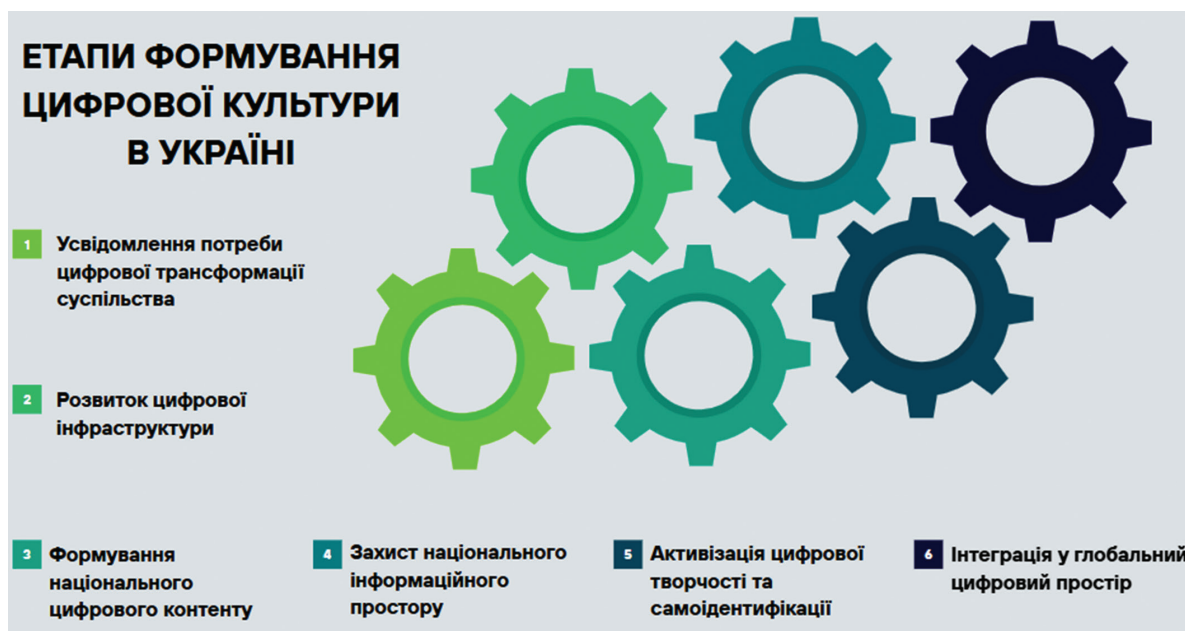 ЕТАПИ ФОРМУВАННЯ
ЦИФРОВОЇ КУЛЬТУРИ
В УКРАЇНІ
1 Усвідомлення потреби
цифрової трансформації
суспільства
2 Розвиток цифрової
інфраструктури
3 Формування
національного
цифрового контенту
4 Захист національного
інформаційного
простору
5 Активізація цифрової
творчості та
самоідентифікації
6 Інтеграція у глобальний
цифровий простір